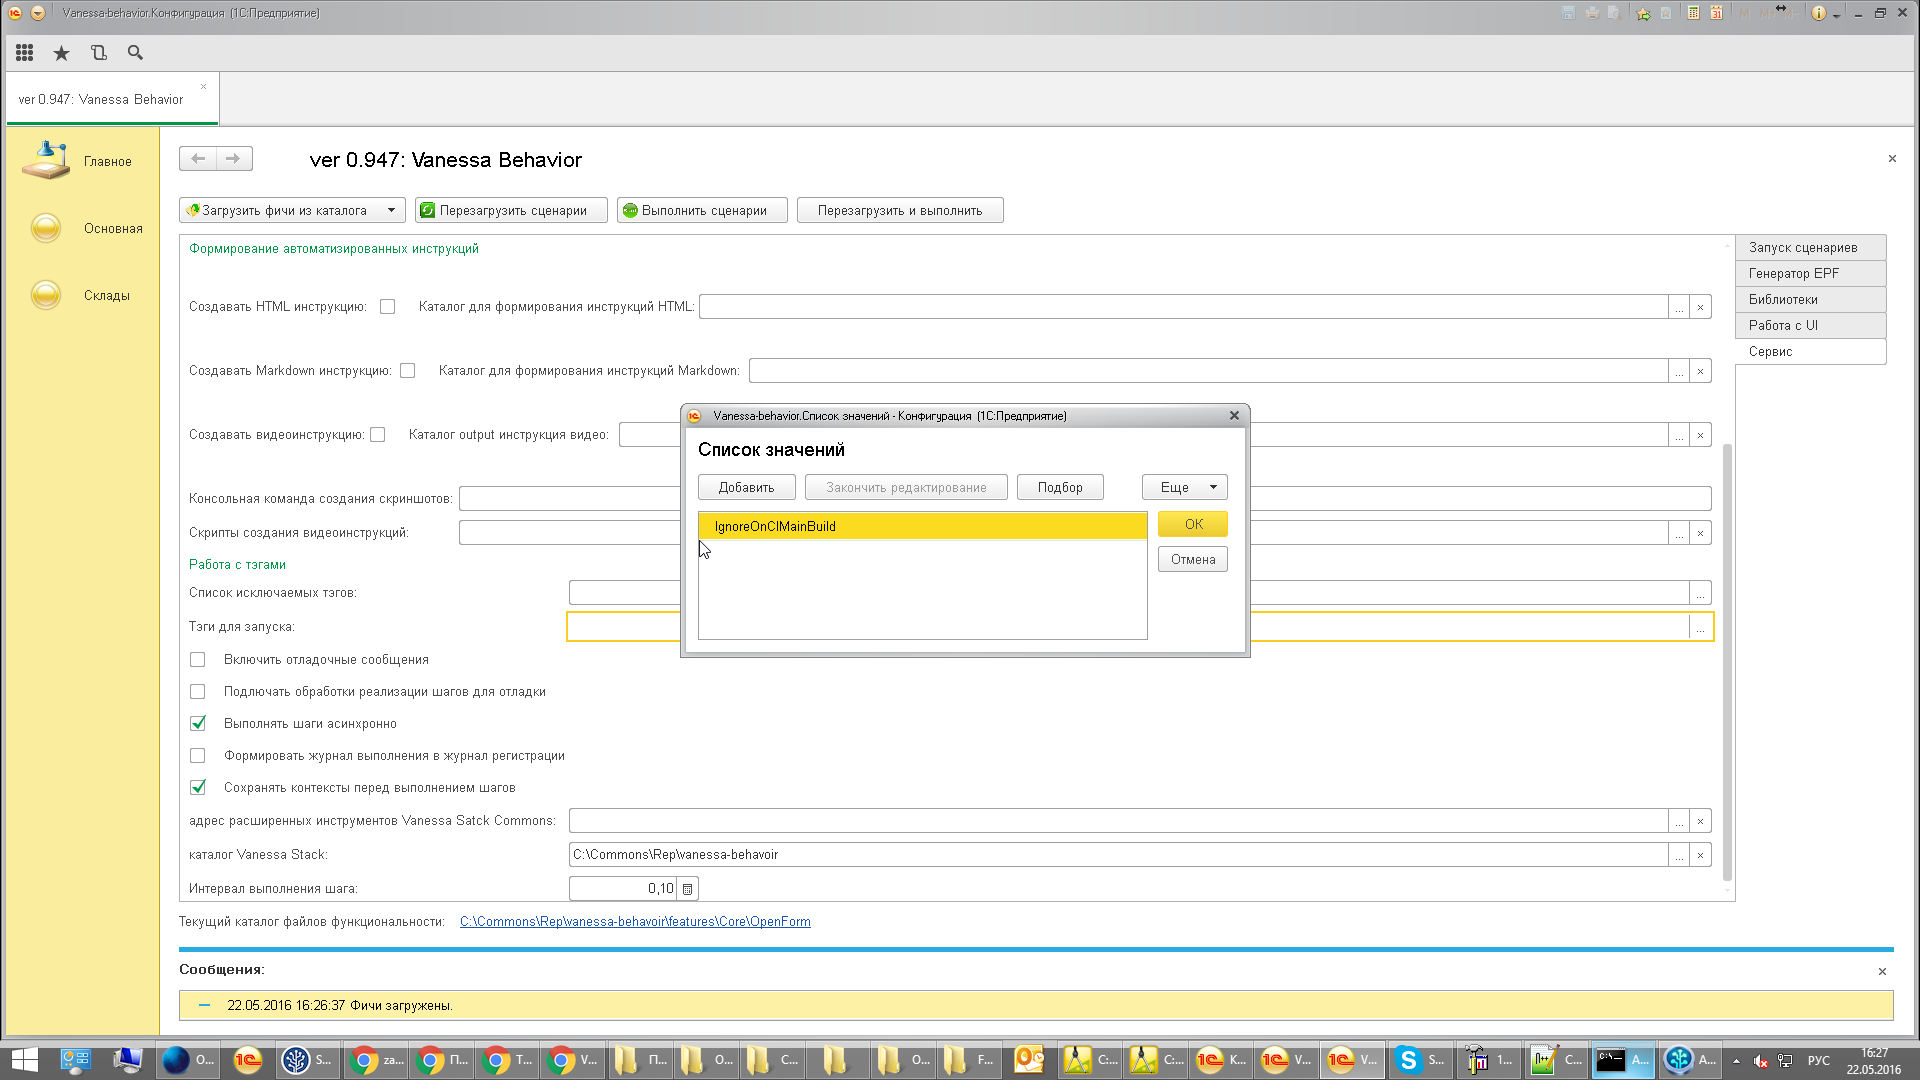 Vanessa-behavior.Конфигурация (1С:Предприятие)
ver 0.947: Vanessa Behavior
Главное
Основная
Склады
ver 0.947: Vanessa Behavior
Загрузить фичи из каталога
Перезагрузить сценарии
Выполнить сценарии
Перезагрузить и выполнить
Запуск сценариев
Генератор EPF
Библиотеки
Работа с UI
Сервис
Формирование автоматизированных инструкций
Создавать HTML инструкцию:
Каталог для формирования инструкций HTML:
Создавать Markdown инструкцию:
Каталог для формирования инструкций Markdown:
Создавать видеоинструкцию:
Каталог output инструкция видео:
Консольная команда создания скриншотов:
Скрипты создания видеоинструкций:
Работа с тэгами
Список исключаемых тэгов:
Тэги для запуска:
Включить отладочные сообщения
Подлючать обработки реализации шагов для отладки
Выполнять шаги асинхронно
Формировать журнал выполнения в журнал регистрации
Сохранять контексты перед выполнением шагов
адрес расширенных инструментов Vanessa Satck Commons:
каталог Vanessa Stack:
C:\Commons\Rep\vanessa-behavoir
Интервал выполнения шага:
0,10
Текущий каталог файлов функциональности:
C:\Commons\Rep\vanessa-behavoir\features\Core\OpenForm
Vanessa-behavior.Список значений - Конфигурация (1С:Предприятие)
Список значений
Добавить
Закончить редактирование
Подбор
Еще
IgnoreOnCIMainBuild
ОК
Отмена
Сообщения:
22.05.2016 16:26:37 Фичи загружены.
O...
S...
za...
П...
T...
V...
П...
O...
C...
O...
F...
C:...
C:...
К...
V...
V...
S...
1...
C...
A...
A...
РУС
16:27
22.05.2016